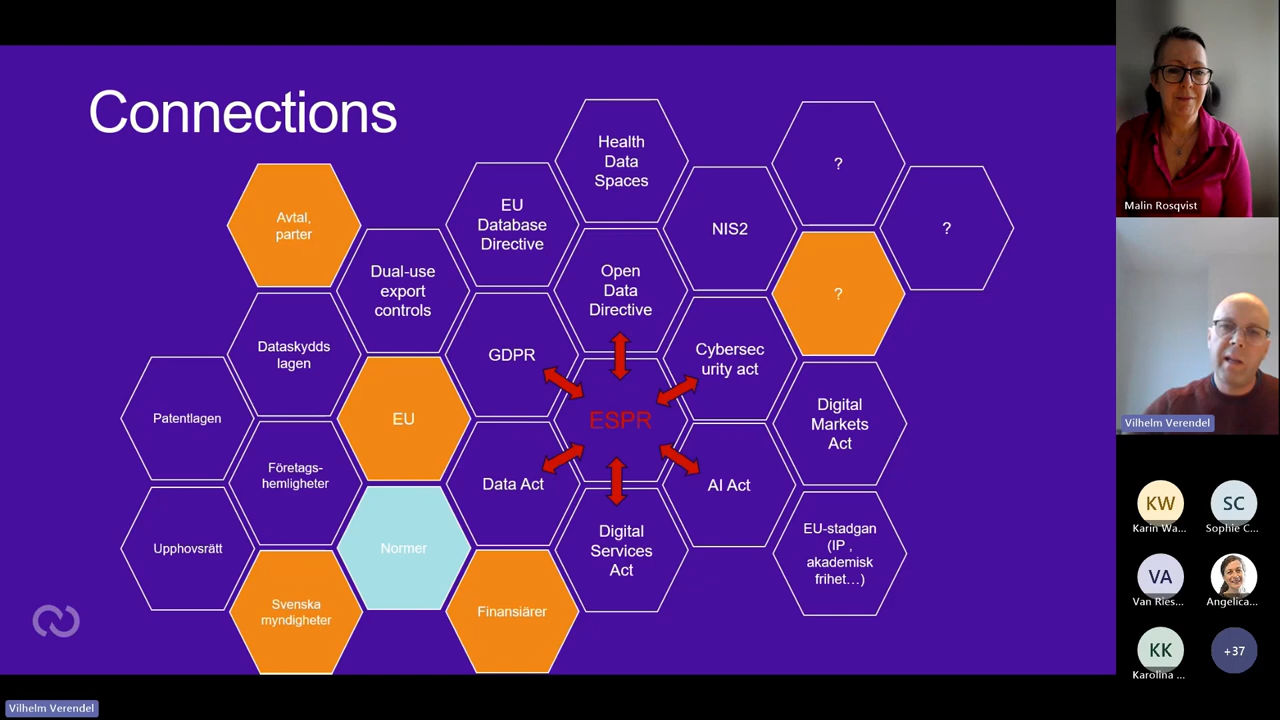 Connections
Health
Data
Spaces
?
Avtal,
parter
EU
Database
Directive
NIS2
?
Dual-use
export
controls
Open
Data
Directive
?
Dataskydds
lagen
GDPR
Cybersec
urity act
Patentlagen
EU
ESPR
Digital
Markets
Act
Företags-
hemligheter
Data Act
AI Act
Upphovsrätt
Normer
Digital
Services
Act
EU-stadgan
(IP ,
akademisk
frihet…)
Svenska
myndigheter
Finansiärer
Malin Rosqvist
Vilhelm Verendel
KW
Karin Wa...
SC
Sophie C...
VA
Van Ries...
Angelica...
KK
Karolina ...
+37
Vilhelm Verendel